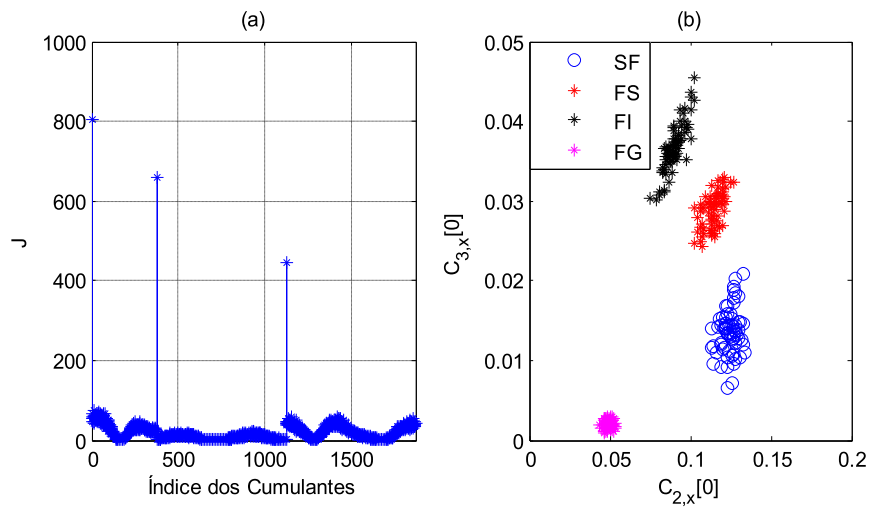 (a)
1000
800
600
400
200
0
J
0 500 1000 1500
Índice dos Cumulantes
(b)
0.05
0.04
0.03
0.02
0.01
0
C3,x[0]
SF
FS
FI
FG
0 0.05 0.1 0.15 0.2
C2,x[0]